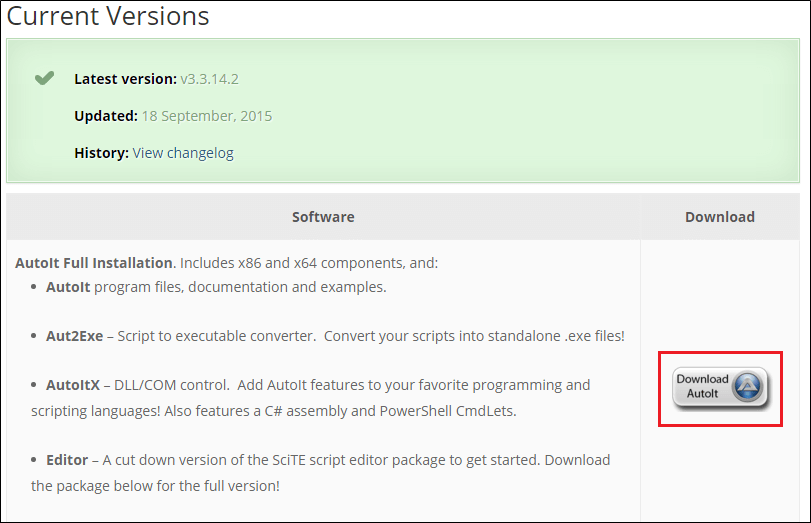 Current Versions
Latest version: v3.3.14.2
Updated: 18 September, 2015
History: View changelog
Software Download
AutoIt Full Installation. Includes x86 and x64 components, and:
• AutoIt program files, documentation and examples.
• Aut2Exe – Script to executable converter. Convert your scripts into standalone .exe files!
• AutoItX – DLL/COM control. Add AutoIt features to your favorite programming and
scripting languages! Also features a C# assembly and PowerShell CmdLets.
• Editor – A cut down version of the SciTE script editor package to get started. Download
the package below for the full version!
Download
AutoIt